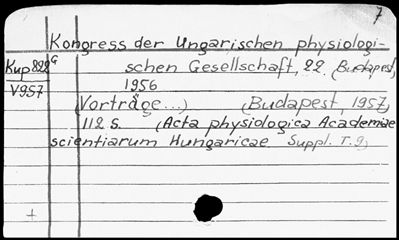 7
Kongress der Ungarischen physiologi-
Kup 822 G schen Gesellschaft, 22. (Budapest,
V957 1956
(Vorträge...) (Budapest, 1957)
112 S. (Acta physiologica Academiae
scientiarum Hungaricae Suppl. T. 9)
+